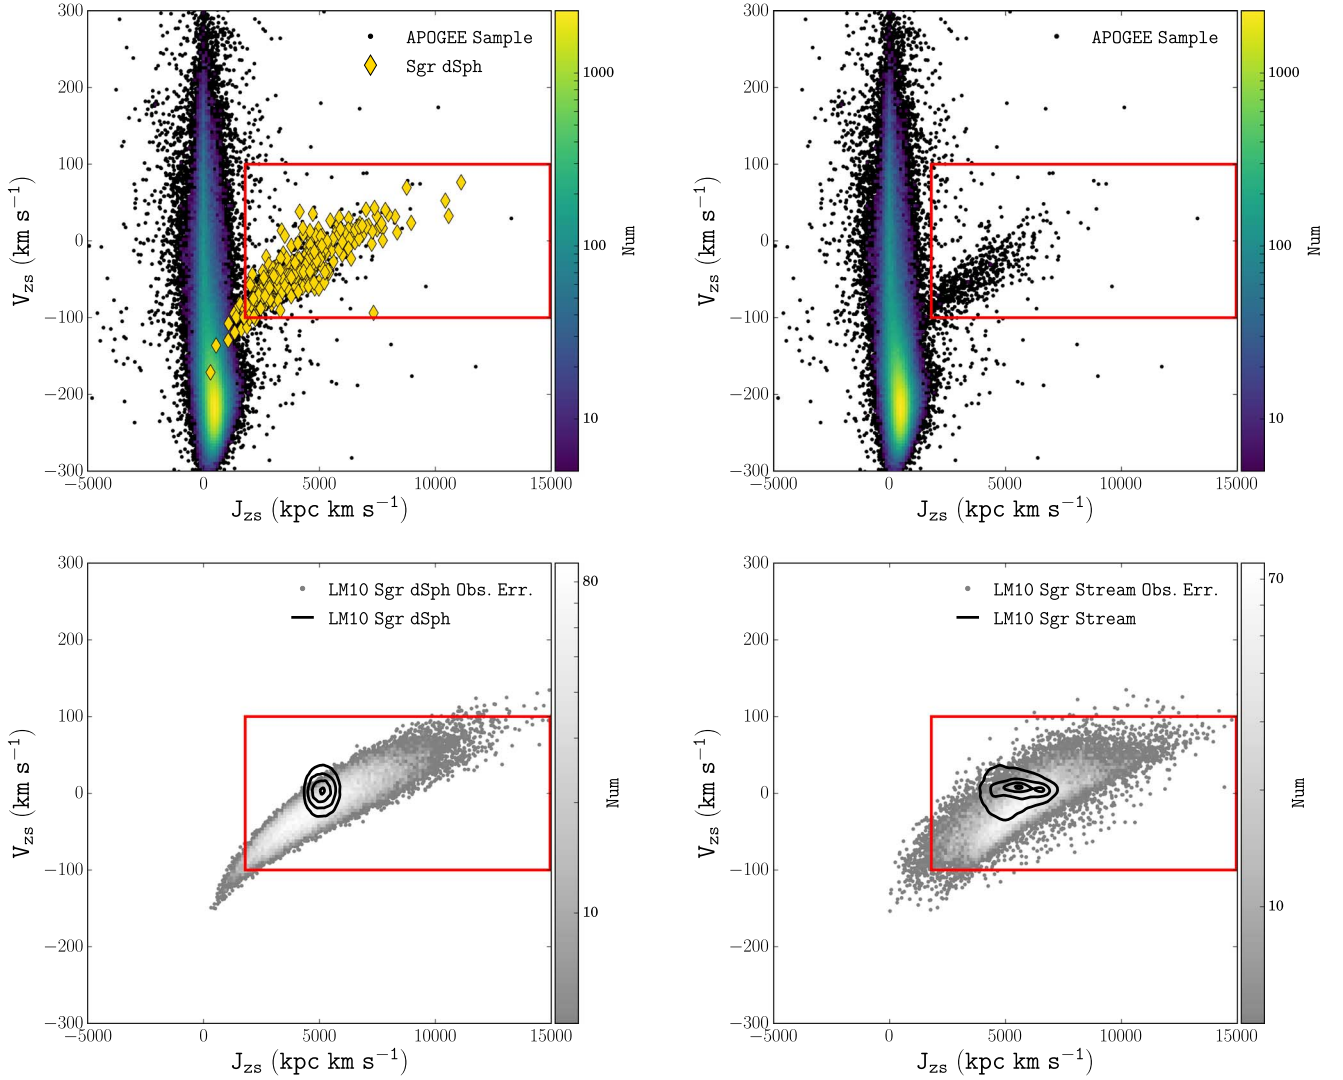 300
200
100
0
−100
−200
−300
−5000 0 5000 10000 15000
V_zs (km s⁻¹)
J_zs (kpc km s⁻¹)
APOGEE Sample
Sgr dSph
1000
100
10
Num
300
200
100
0
−100
−200
−300
−5000 0 5000 10000 15000
V_zs (km s⁻¹)
J_zs (kpc km s⁻¹)
APOGEE Sample
1000
100
10
Num
300
200
100
0
−100
−200
−300
−5000 0 5000 10000 15000
V_zs (km s⁻¹)
J_zs (kpc km s⁻¹)
LM10 Sgr dSph Obs. Err.
LM10 Sgr dSph
80
10
Num
300
200
100
0
−100
−200
−300
−5000 0 5000 10000 15000
V_zs (km s⁻¹)
J_zs (kpc km s⁻¹)
LM10 Sgr Stream Obs. Err.
LM10 Sgr Stream
70
10
Num